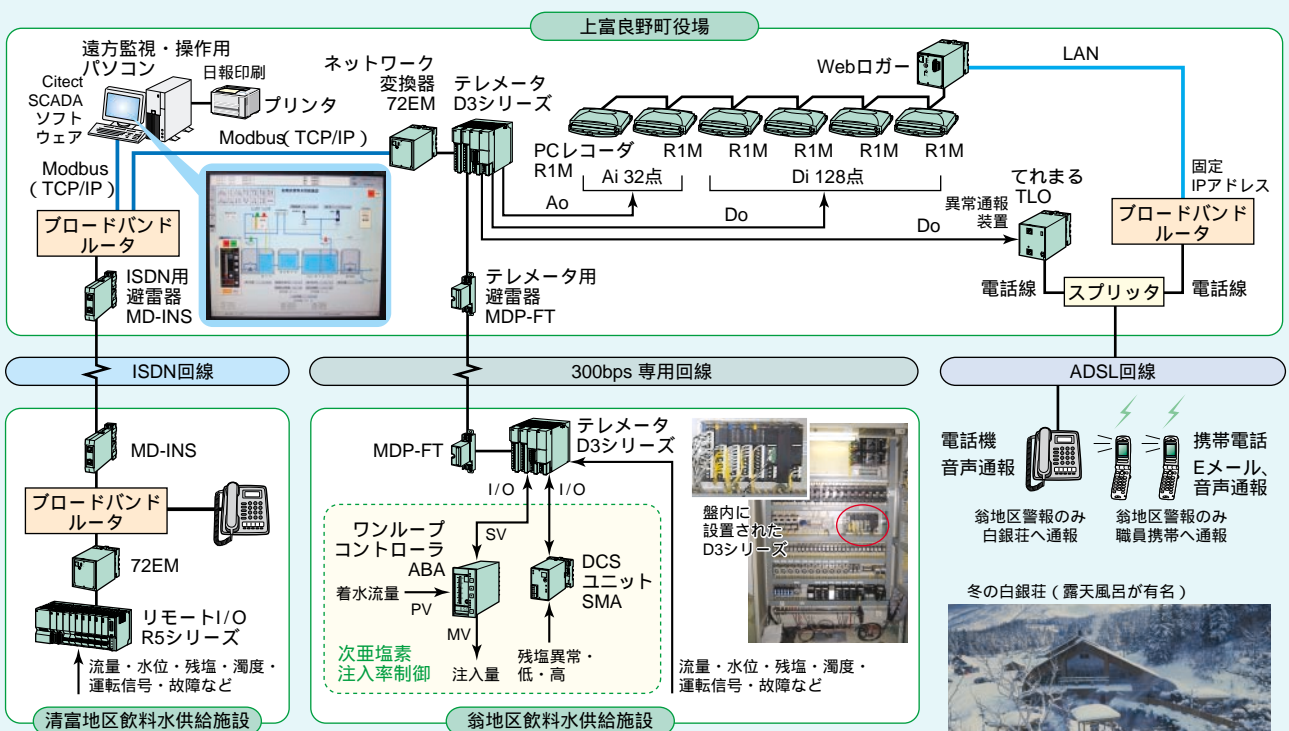 上富良野町役場
遠方監視・操作用
パソコン
Citect
SCADA
ソフト
ウェア
日報印刷
プリンタ
ネットワーク
変換器
72EM
テレメータ
D3シリーズ
Modbus(TCP/IP)
Modbus
(TCP/IP)
ブロードバンド
ルータ
ISDN用
避雷器
MD-INS
テレメータ用
避雷器
MDP-FT
PCレコーダ
R1M
R1M
R1M
R1M
R1M
R1M
Ai 32点
Di 128点
Ao
Do
Do
Webロガー
LAN
異常通報
装置
てれまる
TLO
固定
IPアドレス
ブロードバンド
ルータ
電話線
スプリッタ
電話線
ISDN回線
300bps 専用回線
ADSL回線
MD-INS
ブロードバンド
ルータ
72EM
リモートI/O
R5シリーズ
流量・水位・残塩・濁度・
運転信号・故障など
清富地区飲料水供給施設
MDP-FT
テレメータ
D3シリーズ
I/O
I/O
ワンループ
コントローラ
ABA
SV
着水流量
PV
MV
注入量
DCS
ユニット
SMA
残塩異常・
低・高
次亜塩素
注入率制御
盤内に
設置された
D3シリーズ
流量・水位・残塩・濁度・
運転信号・故障など
翁地区飲料水供給施設
電話機
音声通報
携帯電話
Eメール、
音声通報
翁地区警報のみ
白銀荘へ通報
翁地区警報のみ
職員携帯へ通報
冬の白銀荘(露天風呂が有名)